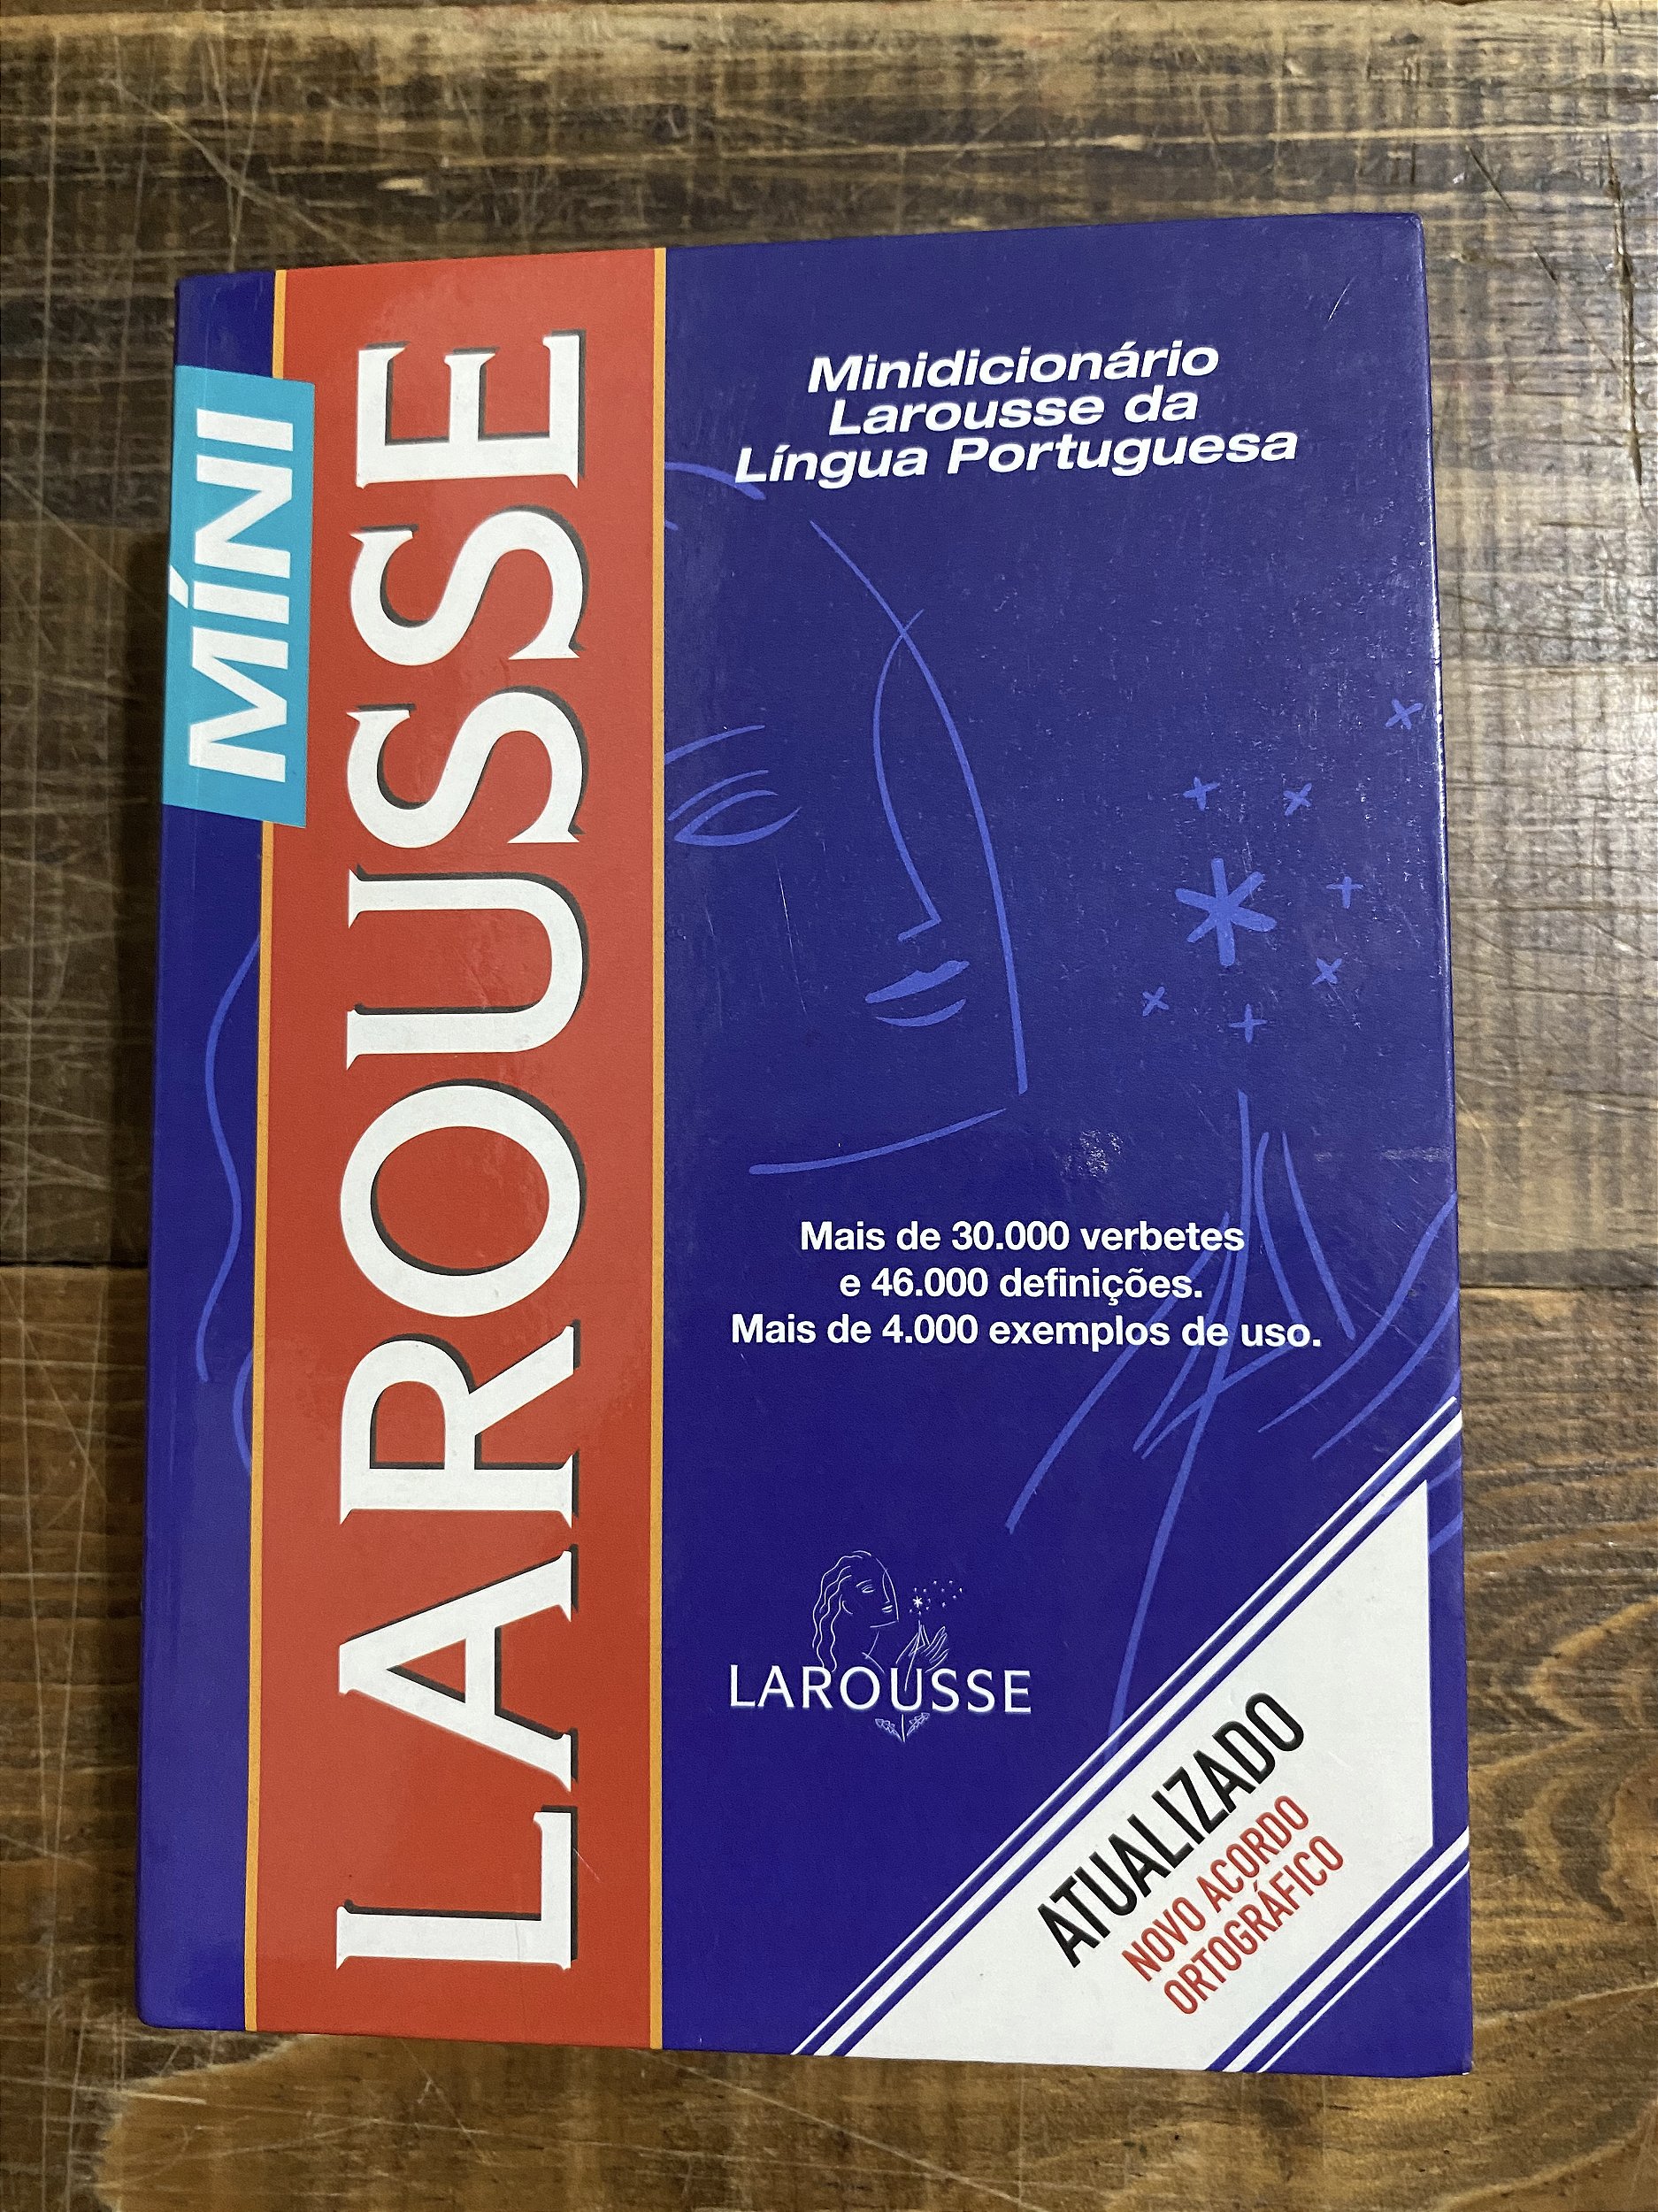 MÍNI
LAROUSSE
Minidicionário
Larousse da
Língua Portuguesa
Mais de 30.000 verbetes
e 46.000 definições.
Mais de 4.000 exemplos de uso.
LAROUSSE
ATUALIZADO
NOVO ACORDO
ORTOGRÁFICO